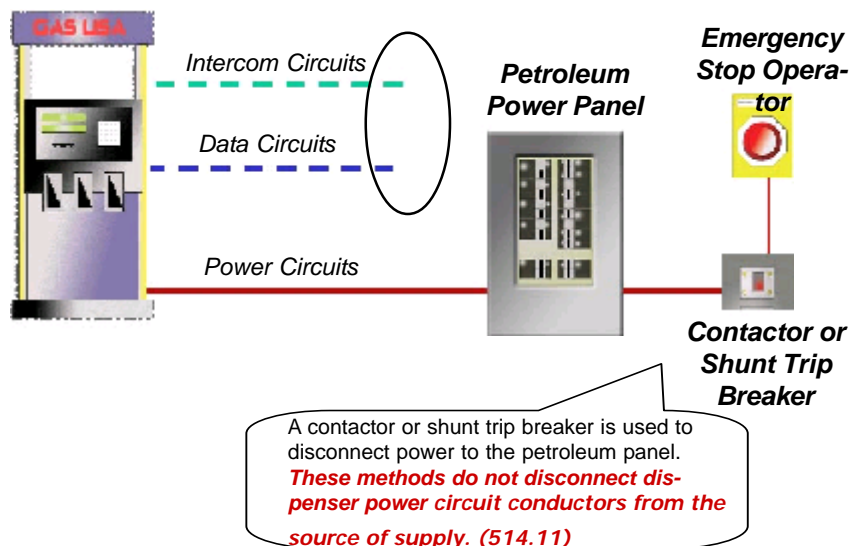 GAS USA
Intercom Circuits
Data Circuits
Power Circuits
Petroleum
Power Panel
Emergency
Stop Opera-
tor
Contactor or
Shunt Trip
Breaker
A contactor or shunt trip breaker is used to
disconnect power to the petroleum panel.
These methods do not disconnect dis-
penser power circuit conductors from the
source of supply. (514.11)